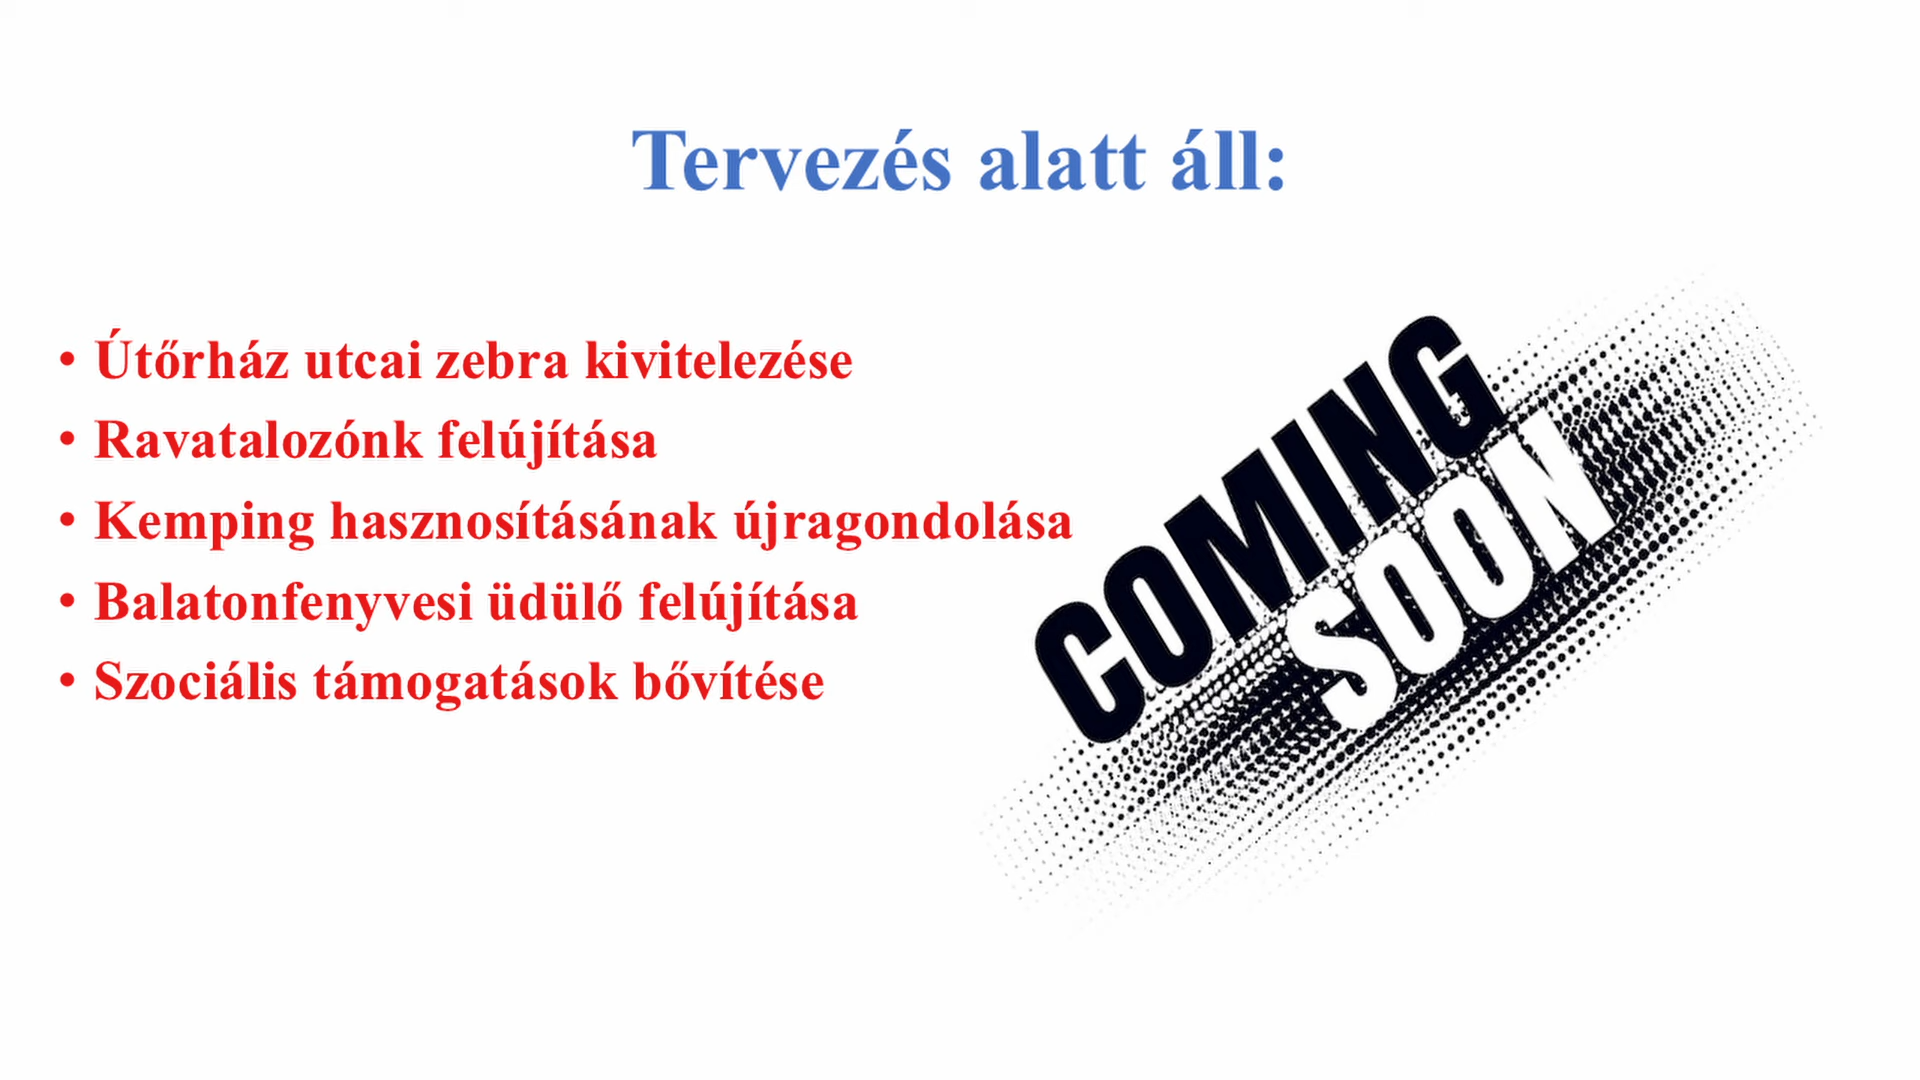 Tervezés alatt áll:
• Útőrház utcai zebra kivitelezése
• Ravatalozónk felújítása
• Kemping hasznosításának újragondolása
• Balatonfenyvesi üdülő felújítása
• Szociális támogatások bővítése
COMING
SOON